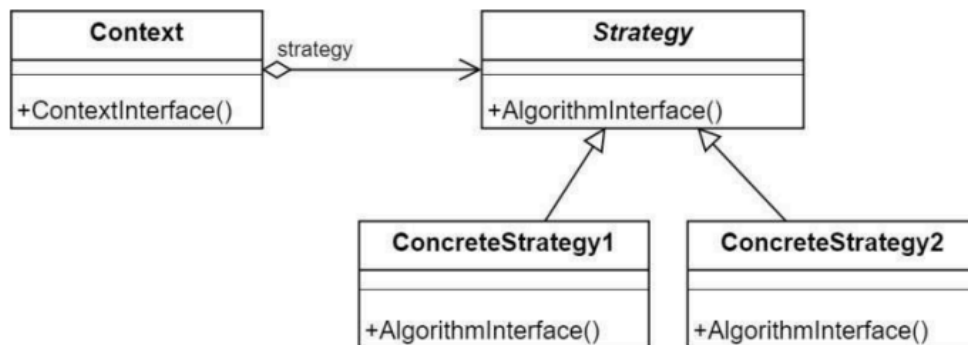 Context
Strategy
strategy
+ContextInterface()
+AlgorithmInterface()
ConcreteStrategy1
ConcreteStrategy2
+AlgorithmInterface()
+AlgorithmInterface()